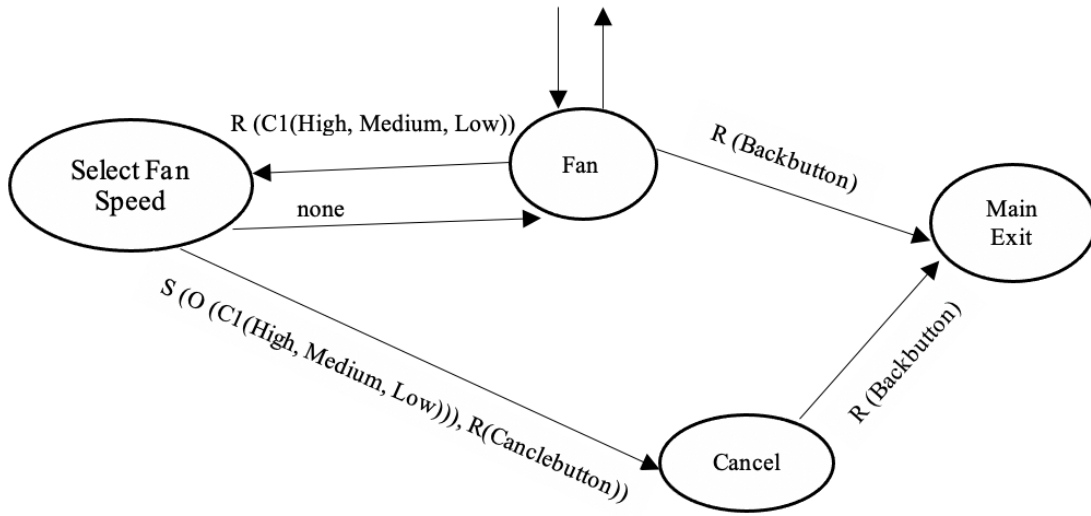 R (C1(High, Medium, Low))
R (Backbutton)
Select Fan
Speed
Fan
none
Main
Exit
S (O (C1(High, Medium, Low))), R(Canclebutton))
R (Backbutton)
Cancel